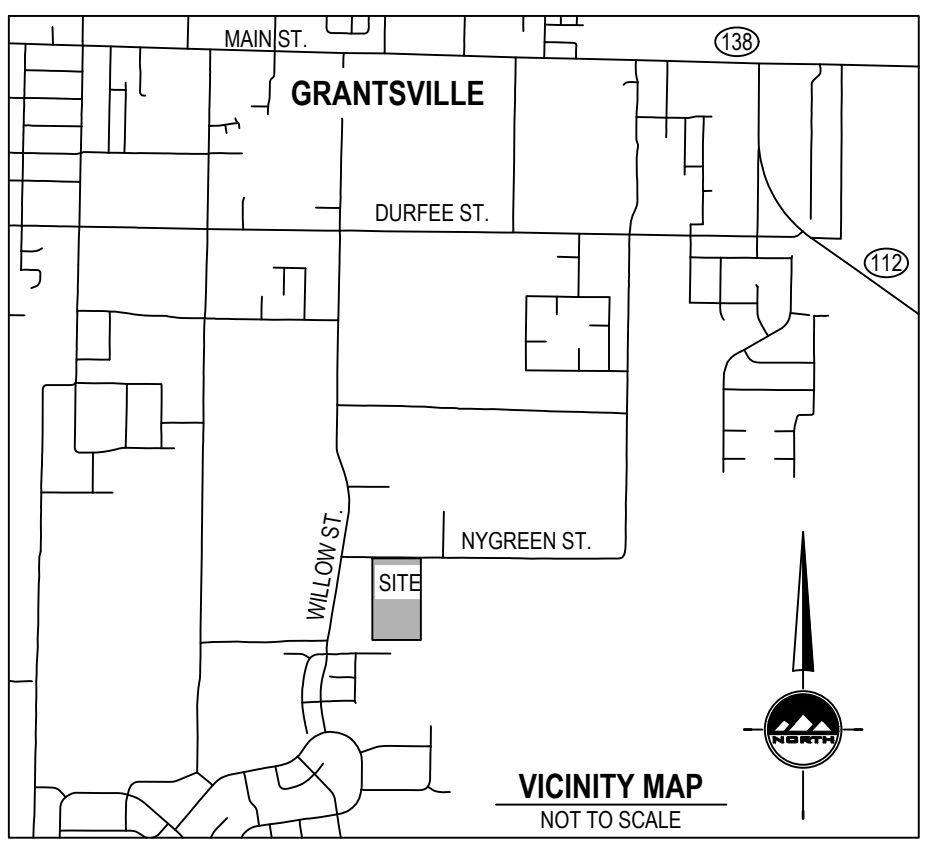 MAIN ST.
138
GRANTSVILLE
DURFEE ST.
112
WILLOW ST.
NYGREEN ST.
SITE
NORTH
VICINITY MAP
NOT TO SCALE